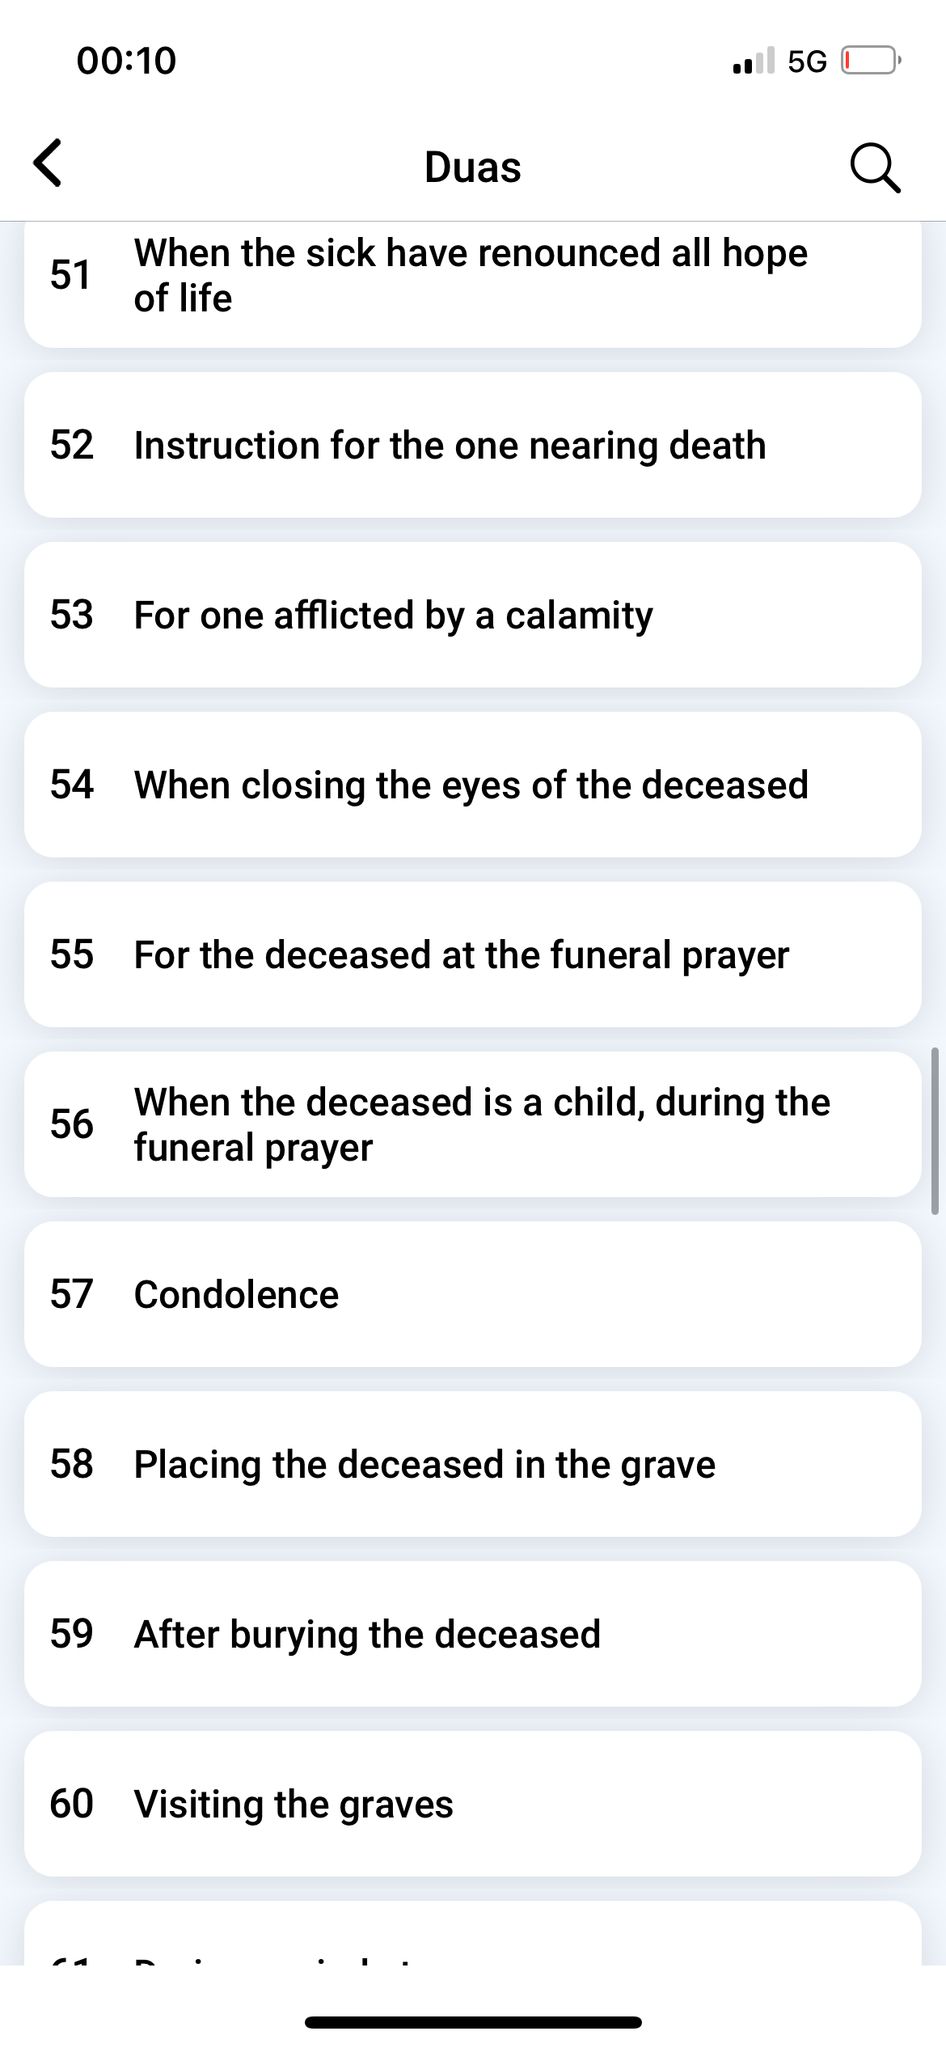 00:10
5G
Duas
51
When the sick have renounced all hope
of life
52
Instruction for the one nearing death
53
For one afflicted by a calamity
54
When closing the eyes of the deceased
55
For the deceased at the funeral prayer
56
When the deceased is a child, during the
funeral prayer
57
Condolence
58
Placing the deceased in the grave
59
After burying the deceased
60
Visiting the graves
61